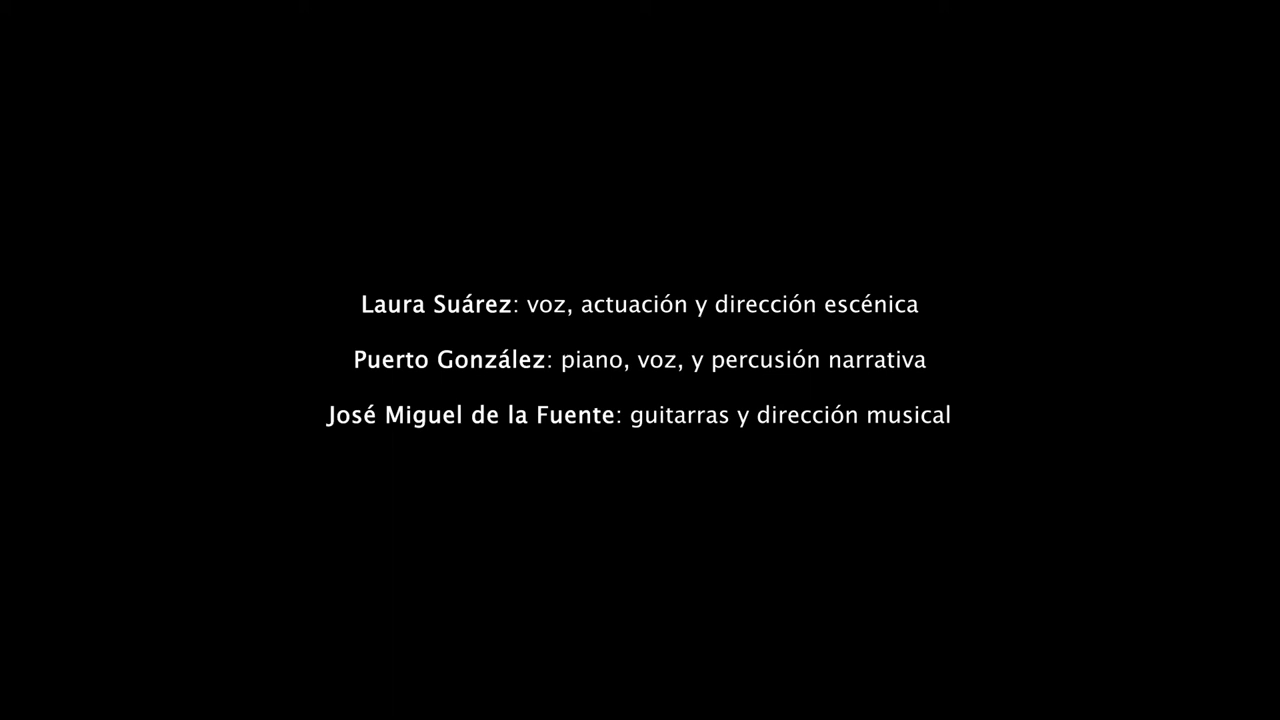 Laura Suárez: voz, actuación y dirección escénica
Puerto González: piano, voz, y percusión narrativa
José Miguel de la Fuente: guitarras y dirección musical